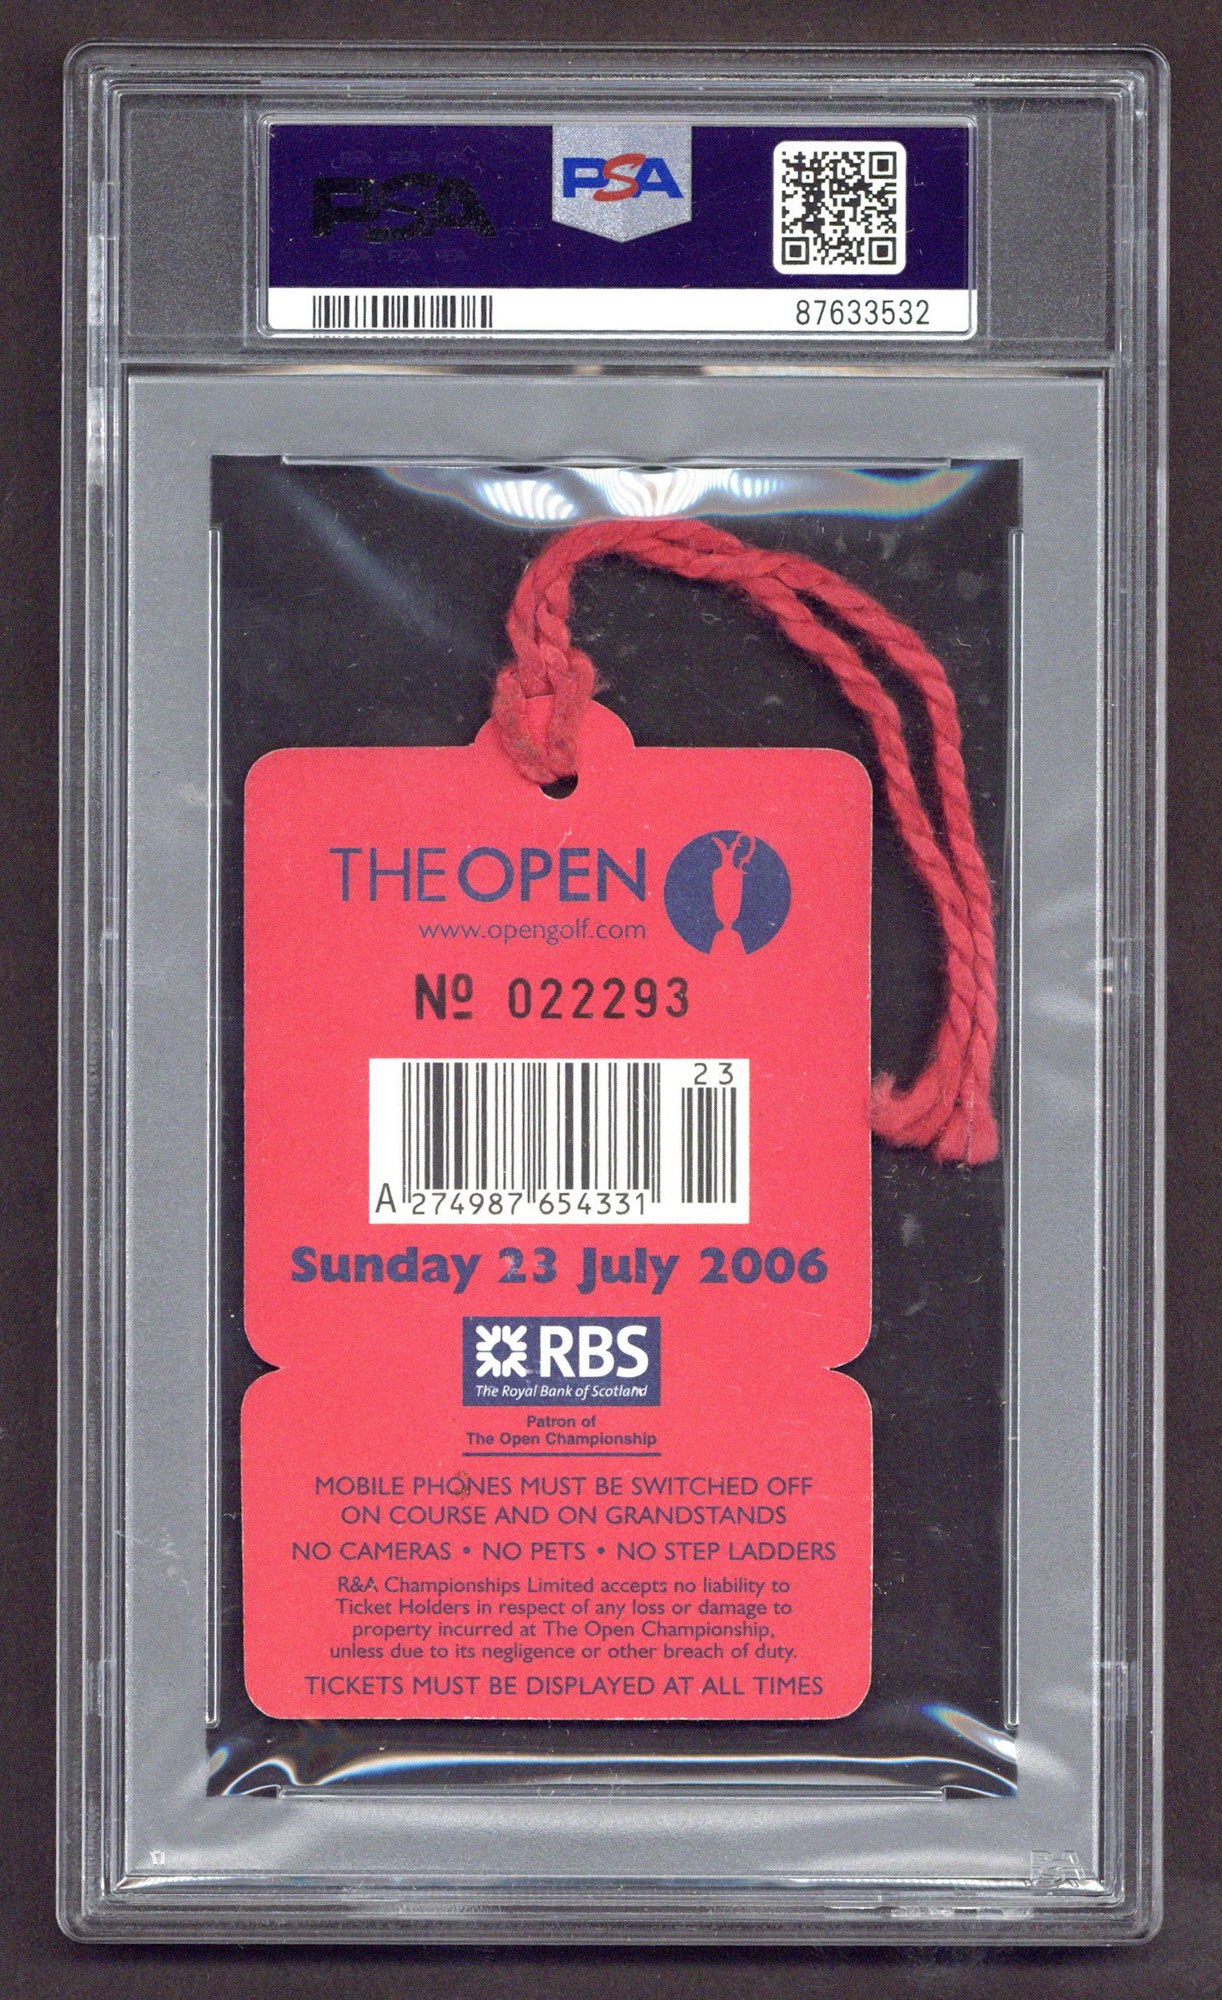 PSA
PSA
87633532
THE OPEN
www.opengolf.com
Nº 022293
23
A 274987 654331
Sunday 23 July 2006
RBS
The Royal Bank of Scotland
Patron of
The Open Championship
MOBILE PHONES MUST BE SWITCHED OFF
ON COURSE AND ON GRANDSTANDS
NO CAMERAS • NO PETS • NO STEP LADDERS
R&A Championships Limited accepts no liability to
Ticket Holders in respect of any loss or damage to
property incurred at The Open Championship,
unless due to its negligence or other breach of duty.
TICKETS MUST BE DISPLAYED AT ALL TIMES
PSA